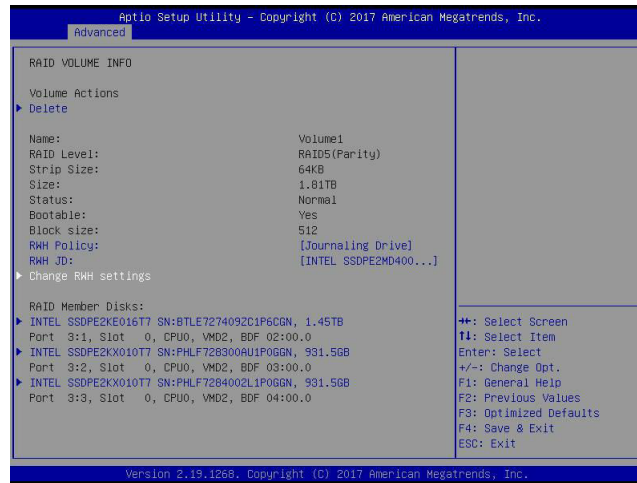 Aptio Setup Utility – Copyright (C) 2017 American Megatrends, Inc.
Advanced
RAID VOLUME INFO
Volume Actions
Delete
Name: Volume1
RAID Level: RAID5(Parity)
Strip Size: 64KB
Size: 1.81TB
Status: Normal
Bootable: Yes
Block size: 512
RWH Policy: [Journaling Drive]
RWH JD: [INTEL SSDPE2MD400...]
Change RWH settings
RAID Member Disks:
INTEL SSDPE2KE016T7 SN:BTLE727409ZC1P6CGN, 1.45TB
Port 3:1, Slot 0, CPU0, VMD2, BDF 02:00.0
INTEL SSDPE2KX010T7 SN:PHLF728300AU1P0GGN, 931.5GB
Port 3:2, Slot 0, CPU0, VMD2, BDF 03:00.0
INTEL SSDPE2KX010T7 SN:PHLF7284002L1P0GGN, 931.5GB
Port 3:3, Slot 0, CPU0, VMD2, BDF 04:00.0
→←: Select Screen
↑↓: Select Item
Enter: Select
+/-: Change Opt.
F1: General Help
F2: Previous Values
F3: Optimized Defaults
F4: Save & Exit
ESC: Exit
Version 2.19.1268. Copyright (C) 2017 American Megatrends, Inc.